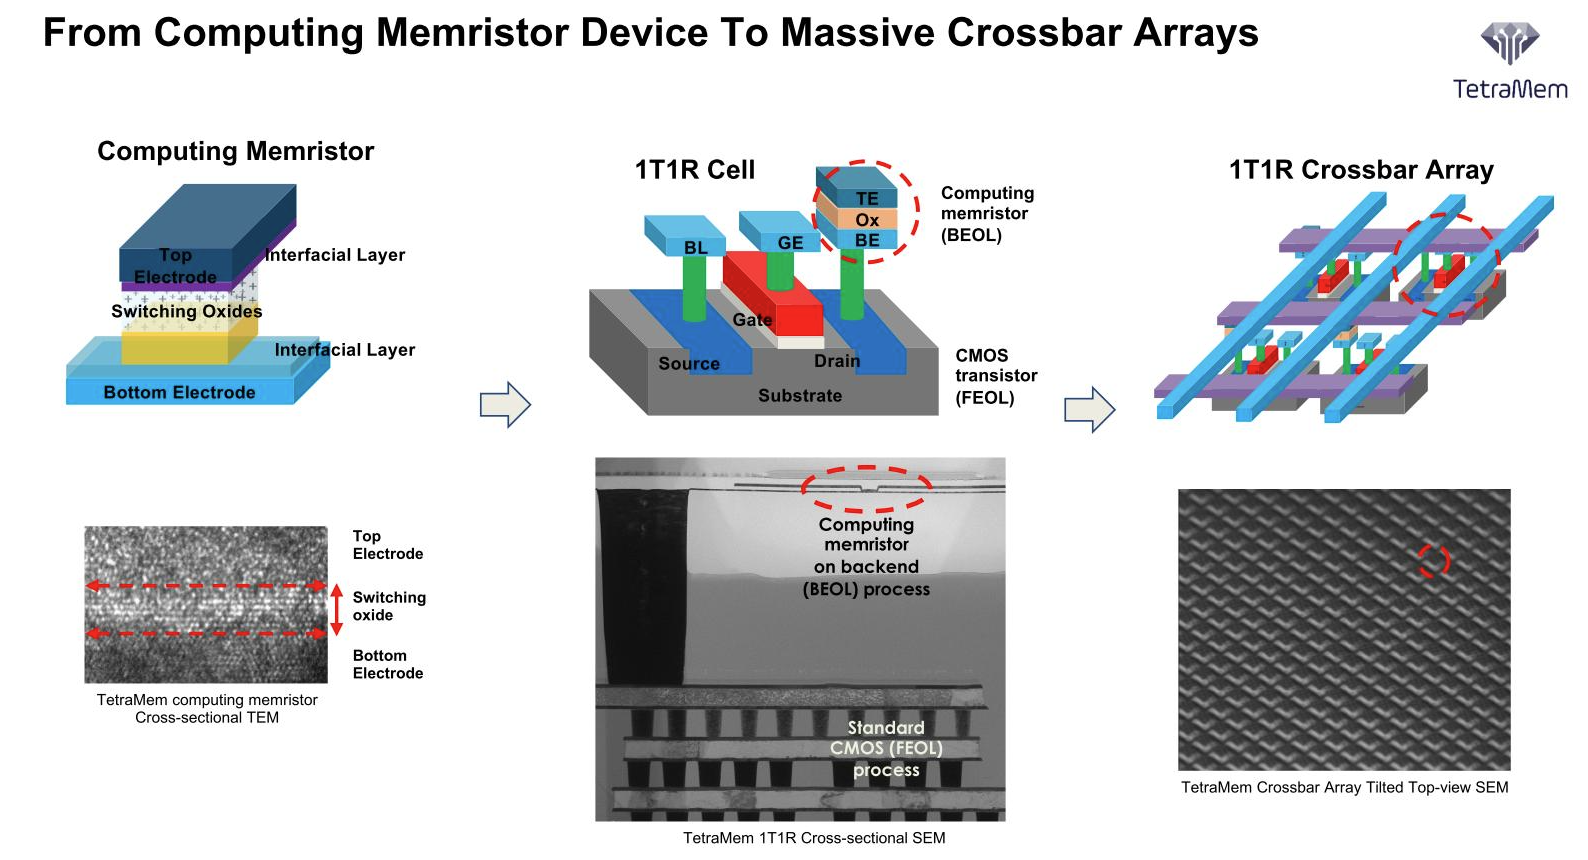 From Computing Memristor Device To Massive Crossbar Arrays
TetraMem
Computing Memristor
Top
Electrode
Interfacial Layer
Switching Oxides
Interfacial Layer
Bottom Electrode
1T1R Cell
TE
Ox
BE
BL
GE
Computing
memristor
(BEOL)
Gate
Source
Drain
Substrate
CMOS
transistor
(FEOL)
1T1R Crossbar Array
Top
Electrode
Switching
oxide
Bottom
Electrode
TetraMem computing memristor
Cross-sectional TEM
Computing
memristor
on backend
(BEOL) process
Standard
CMOS (FEOL)
process
TetraMem 1T1R Cross-sectional SEM
TetraMem Crossbar Array Tilted Top-view SEM